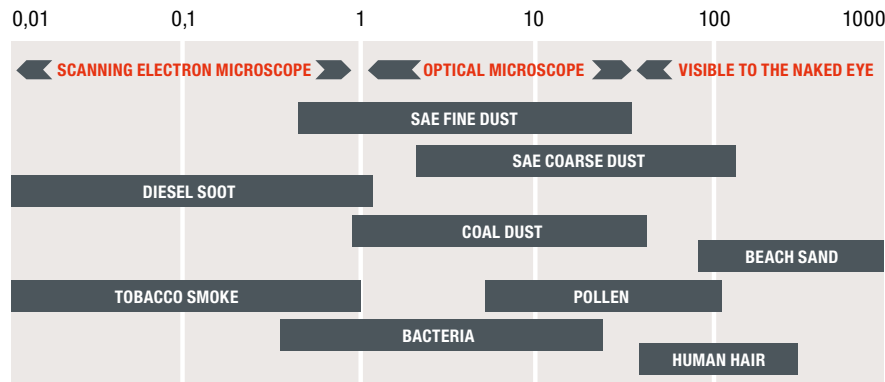 0,01 0,1 1 10 100 1000
SCANNING ELECTRON MICROSCOPE OPTICAL MICROSCOPE VISIBLE TO THE NAKED EYE
SAE FINE DUST
SAE COARSE DUST
DIESEL SOOT
COAL DUST
BEACH SAND
TOBACCO SMOKE POLLEN
BACTERIA
HUMAN HAIR